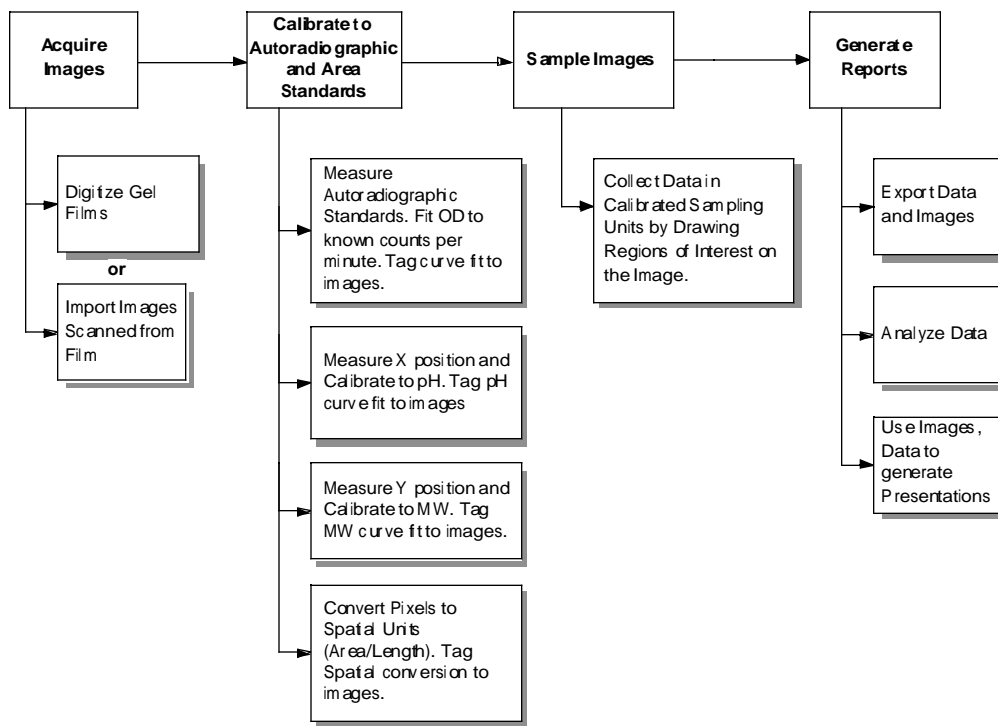 Acquire
Images
Calibrate to
Autoradiographic
and Area
Standards
Sample Images
Generate
Reports
Digitize Gel
Films
or
Import Images
Scanned from
Film
Measure
Autoradiographic
Standards. Fit OD to
known counts per
minute. Tag curve fit to
images.
Measure X position and
Calibrate to pH. Tag pH
curve fit to images
Measure Y position and
Calibrate to MW. Tag
MW curve fit to images.
Convert Pixels to
Spatial Units
(Area/Length). Tag
Spatial conversion to
images.
Collect Data in
Calibrated Sampling
Units by Drawing
Regions of Interest on
the Image.
Export Data
and Images
Analyze Data
Use Images,
Data to
generate
Presentations